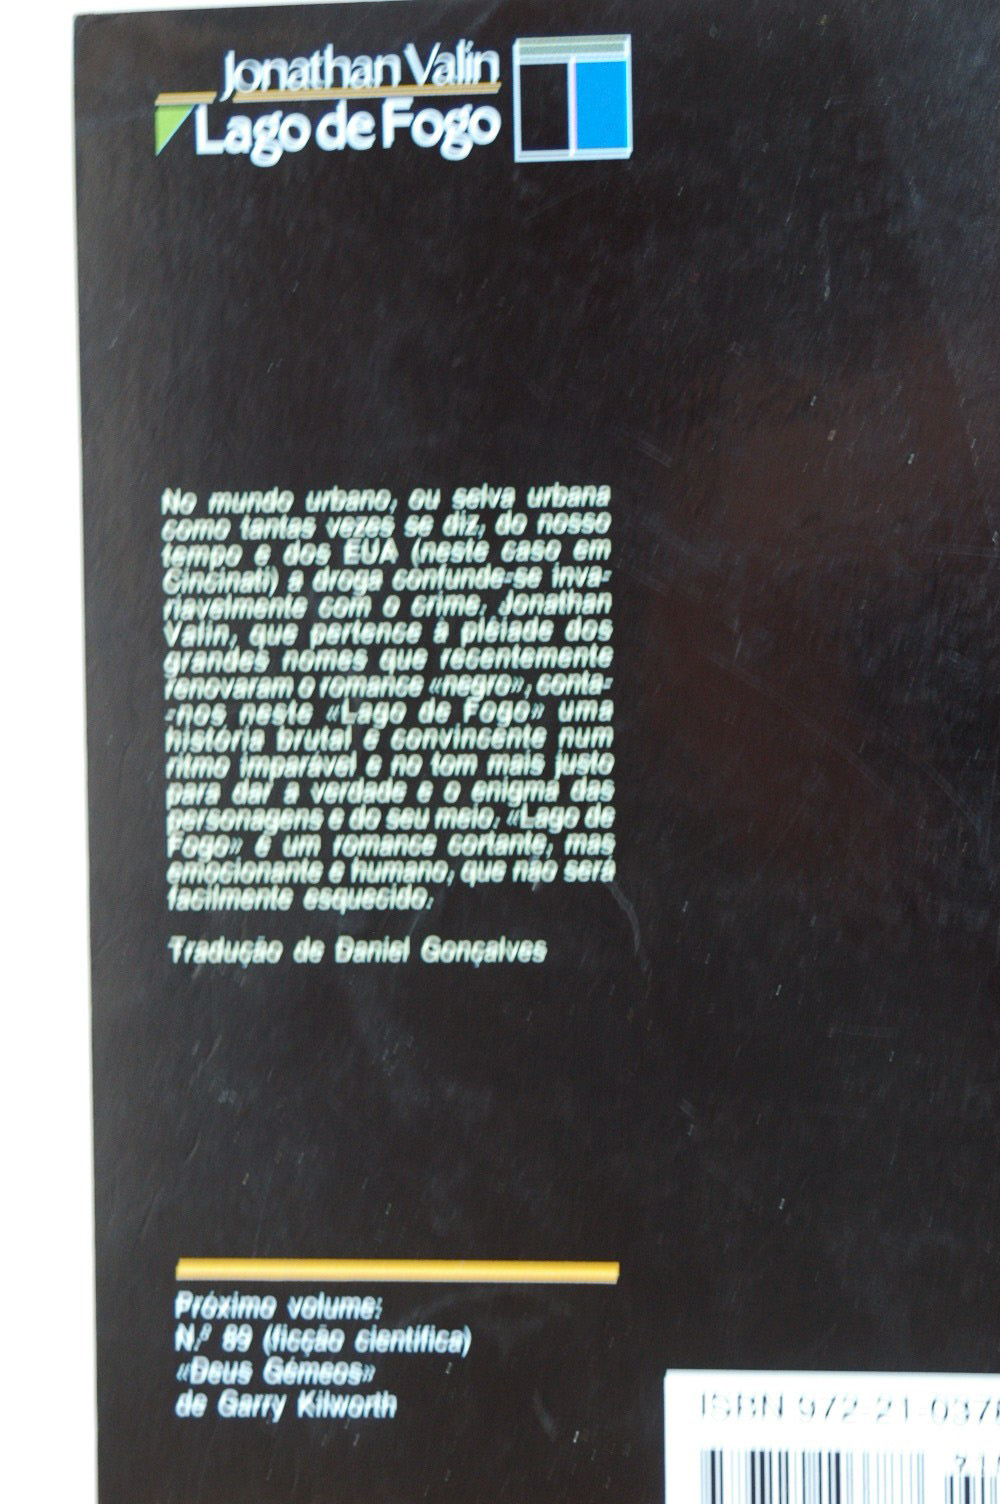 Jonathan Valin
Lago de Fogo
No mundo urbano, ou selva urbana
como tantas vezes se diz, do nosso
tempo e dos EUA (neste caso em
Cincinati) a droga confunde-se inva-
riavelmente com o crime. Jonathan
Valin, que pertence à plêiade dos
grandes nomes que recentemente
renovaram o romance «negro», conta-
-nos neste «Lago de Fogo» uma
história brutal e convincente num
ritmo imparável e no tom mais justo
para dar a verdade e o enigma das
personagens e do seu meio. «Lago de
Fogo» é um romance cortante, mas
emocionante e humano, que não será
facilmente esquecido.
Tradução de Daniel Gonçalves
Próximo volume:
N.º 89 (ficção científica)
«Deus Gémeos»
de Garry Kilworth
ISBN 972-21-037